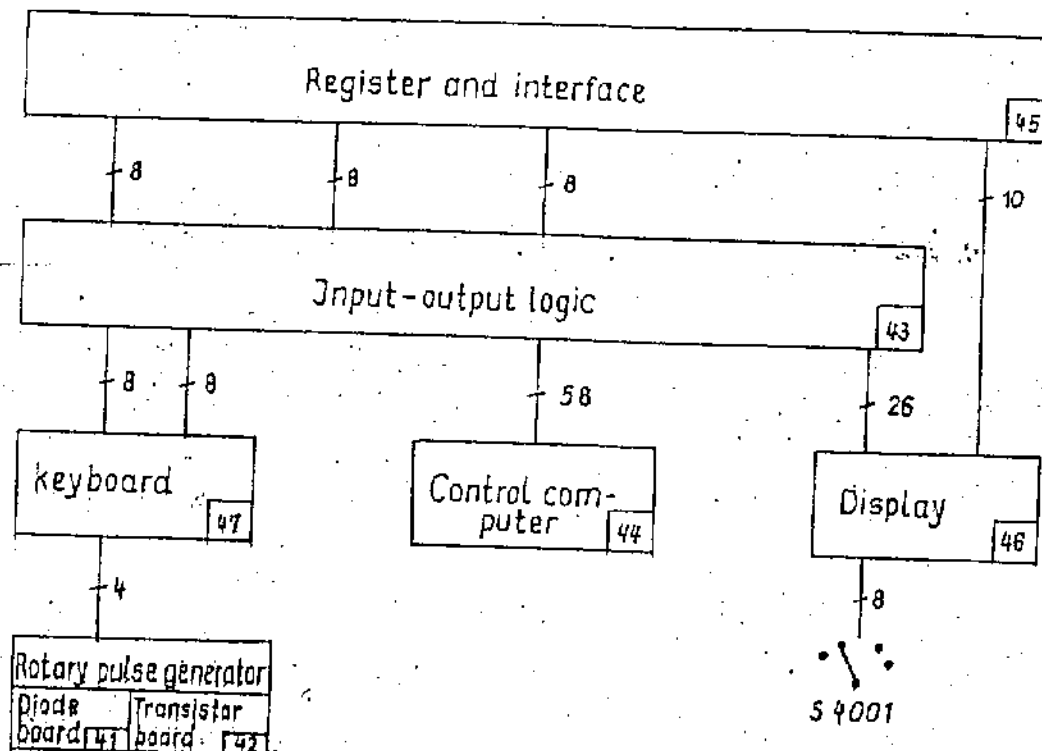 Register and interface
45
8
8
8
10
Input-output logic
43
8
8
58
26
keyboard
47
Control com-
puter
44
Display
46
4
8
Rotary pulse generator
Diode
board
41
Transistor
board
42
S 4001